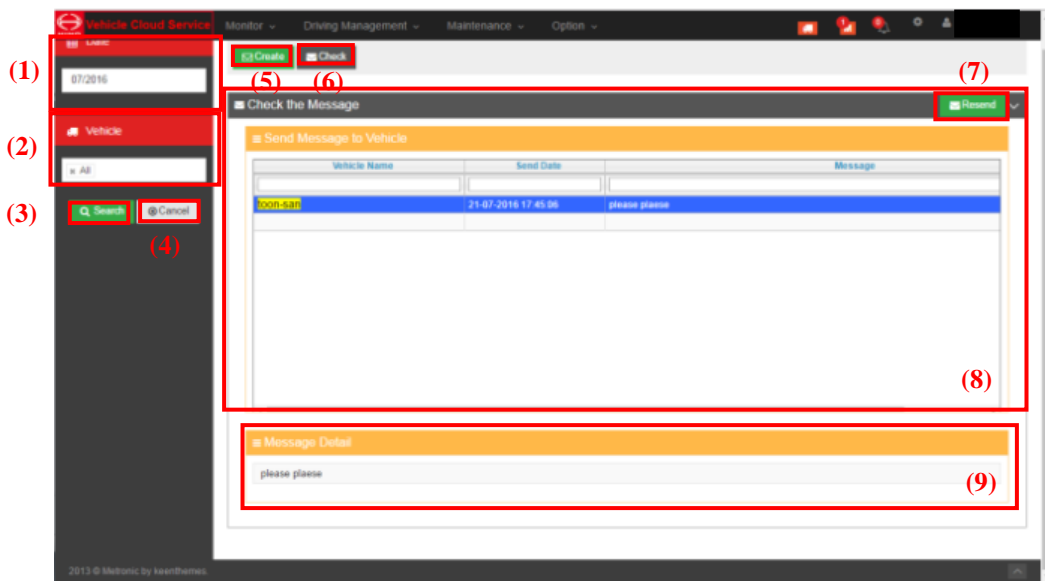 Vehicle Cloud Service Monitor Driving Management Maintenance Option
Date
Create Check
(1)
(5) (6) (7)
07/2016
Check the Message Resend
Vehicle
Send Message to Vehicle
(2)
Vehicle Name Send Date Message
× All
toon-san 21-07-2016 17:45:06 please plaese
(3)
Search Cancel
(4)
(8)
Message Detail
please plaese
(9)
2013 © Metronic by keenthemes.